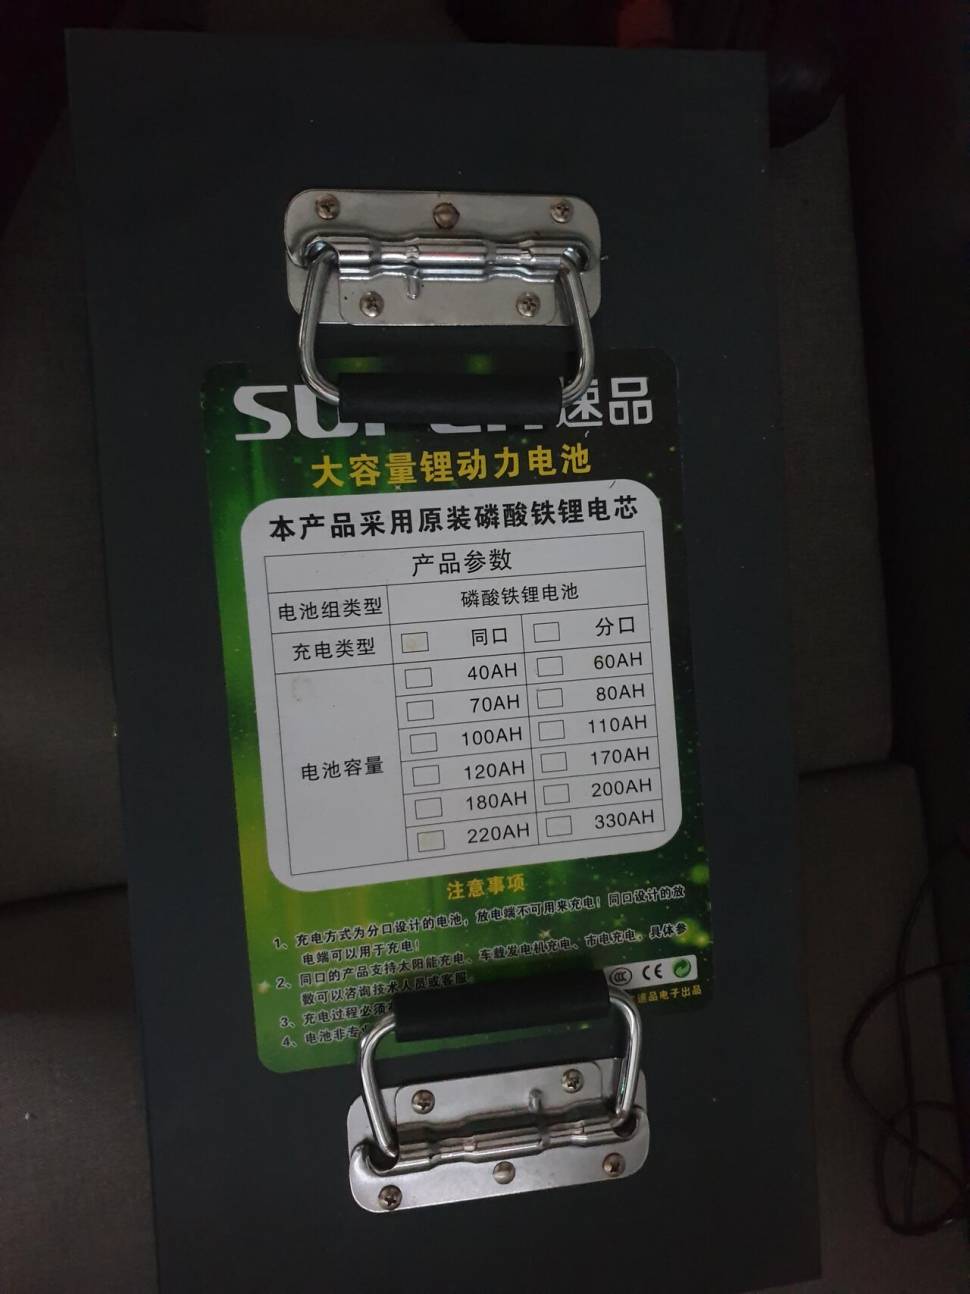 速品
大容量锂动力电池
本产品采用原装磷酸铁锂电芯
产品参数
电池组类型 磷酸铁锂电池
充电类型 同口 分口
电池容量 40AH 60AH
70AH 80AH
100AH 110AH
120AH 170AH
180AH 200AH
220AH 330AH
注意事项
1、充电方式为分口设计的电池，放电端不可用来充电！同口设计的放
电端可以用于充电！
2、同口的产品支持太阳能充电、车载发电机充电、市电充电，具体参
数可以咨询技术人员或客服
3、充电过程必须
4、电池非专
CCC CE
速品电子出品